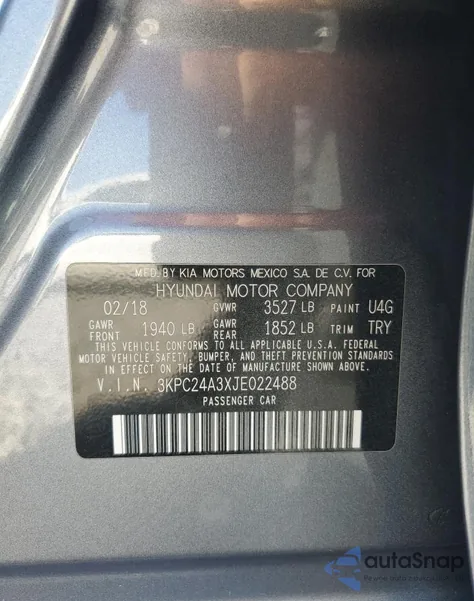 MFD. BY KIA MOTORS MEXICO S.A. DE C.V. FOR
HYUNDAI MOTOR COMPANY
02/18 GVWR 3527 LB PAINT U4G
GAWR FRONT 1940 LB GAWR REAR 1852 LB TRIM TRY
THIS VEHICLE CONFORMS TO ALL APPLICABLE U.S.A. FEDERAL
MOTOR VEHICLE SAFETY, BUMPER, AND THEFT PREVENTION STANDARDS
IN EFFECT ON THE DATE OF MANUFACTURE SHOWN ABOVE.
V.I.N. 3KPC24A3XJE022488
PASSENGER CAR
autoSnap